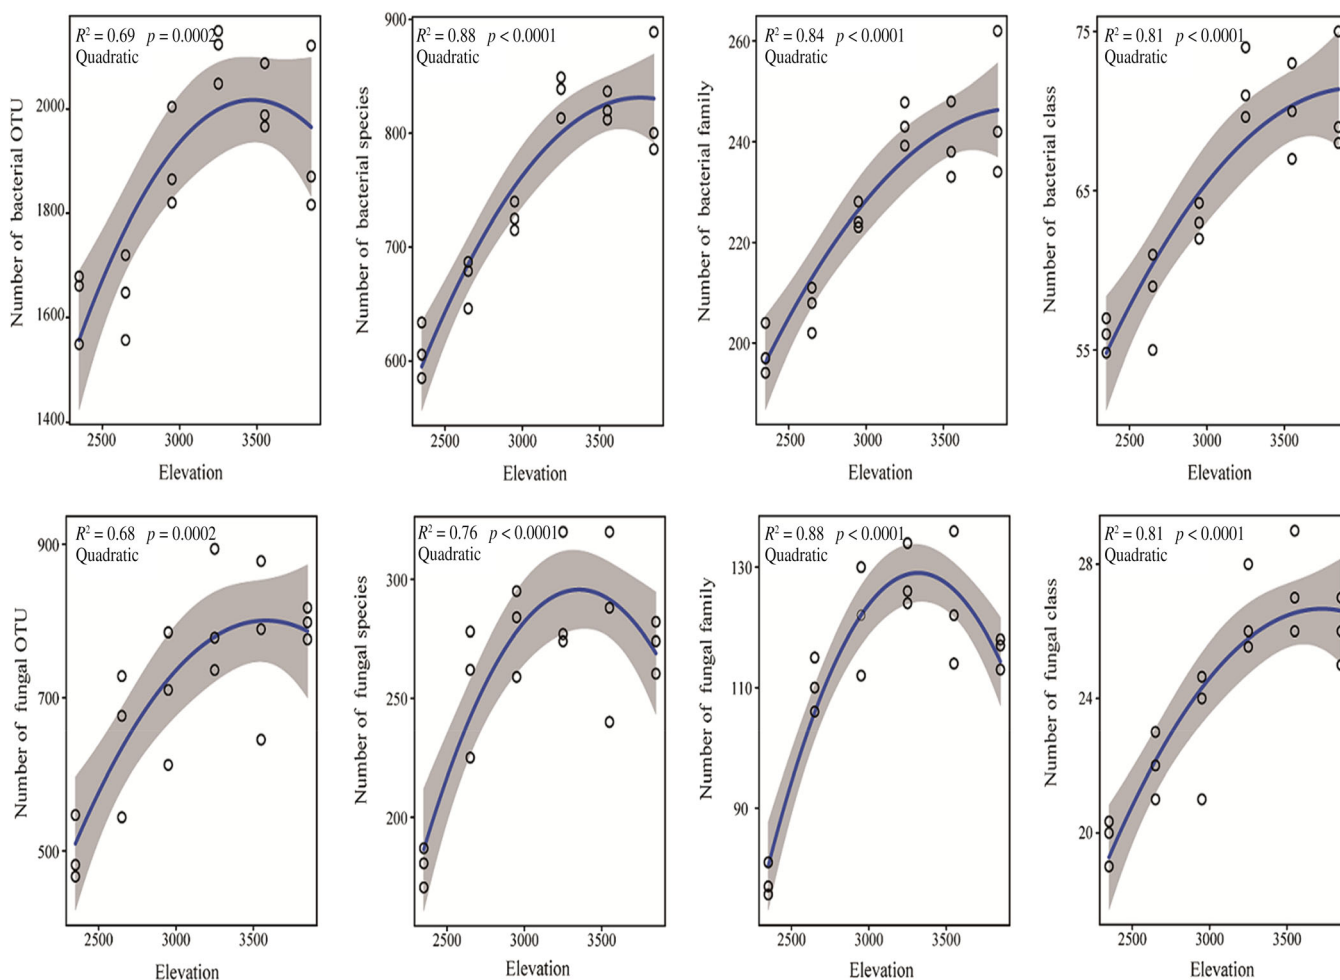 R² = 0.69 p = 0.0002
Quadratic
Number of bacterial OTU
2000
1800
1600
1400
2500 3000 3500
Elevation
R² = 0.88 p < 0.0001
Quadratic
Number of bacterial species
900
800
700
600
2500 3000 3500
Elevation
R² = 0.84 p < 0.0001
Quadratic
Number of bacterial family
260
240
220
200
2500 3000 3500
Elevation
R² = 0.81 p < 0.0001
Quadratic
Number of bacterial class
75
65
55
2500 3000 3500
Elevation
R² = 0.68 p = 0.0002
Quadratic
Number of fungal OTU
900
700
500
2500 3000 3500
Elevation
R² = 0.76 p < 0.0001
Quadratic
Number of fungal species
300
250
200
2500 3000 3500
Elevation
R² = 0.88 p < 0.0001
Quadratic
Number of fungal family
130
110
90
2500 3000 3500
Elevation
R² = 0.81 p < 0.0001
Quadratic
Number of fungal class
28
24
20
2500 3000 3500
Elevation